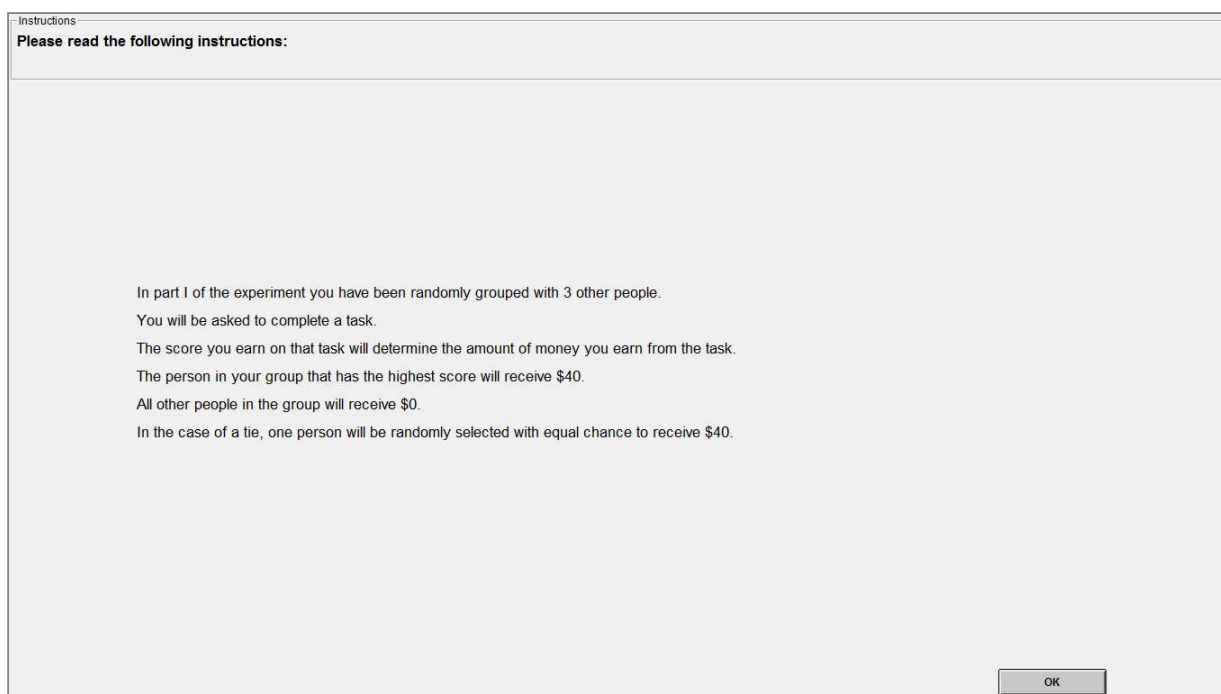 Instructions
Please read the following instructions:
In part I of the experiment you have been randomly grouped with 3 other people.
You will be asked to complete a task.
The score you earn on that task will determine the amount of money you earn from the task.
The person in your group that has the highest score will receive $40.
All other people in the group will receive $0.
In the case of a tie, one person will be randomly selected with equal chance to receive $40.
OK